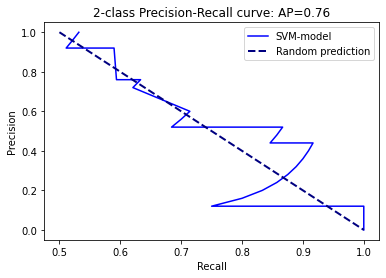 2-class Precision-Recall curve: AP=0.76
SVM-model
Random prediction
Precision
1.0
0.8
0.6
0.4
0.2
0.0
0.5 0.6 0.7 0.8 0.9 1.0
Recall